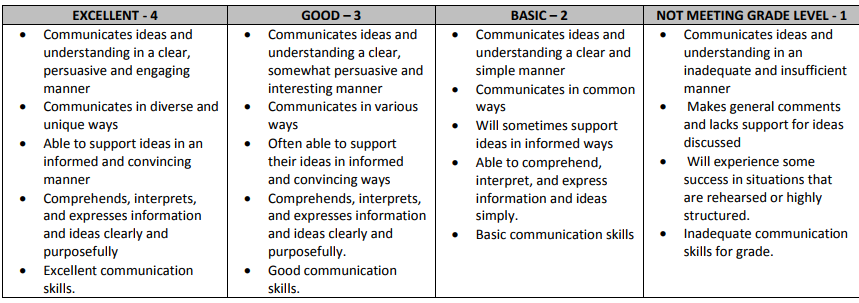 EXCELLENT - 4
• Communicates ideas and
understanding in a clear,
persuasive and engaging
manner
• Communicates in diverse and
unique ways
• Able to support ideas in an
informed and convincing
manner
• Comprehends, interprets,
and expresses information
and ideas clearly and
purposefully
• Excellent communication
skills.
GOOD – 3
• Communicates ideas and
understanding a clear,
somewhat persuasive and
interesting manner
• Communicates in various
ways
• Often able to support
their ideas in informed
and convincing ways
• Comprehends, interprets,
and expresses information
and ideas clearly and
purposefully.
• Good communication
skills.
BASIC – 2
• Communicates ideas and
understanding a clear and
simple manner
• Communicates in common
ways
• Will sometimes support
ideas in informed ways
• Able to comprehend,
interpret, and express
information and ideas
simply.
• Basic communication skills
NOT MEETING GRADE LEVEL - 1
• Communicates ideas and
understanding in an
inadequate and insufficient
manner
• Makes general comments
and lacks support for ideas
discussed
• Will experience some
success in situations that
are rehearsed or highly
structured.
• Inadequate communication
skills for grade.